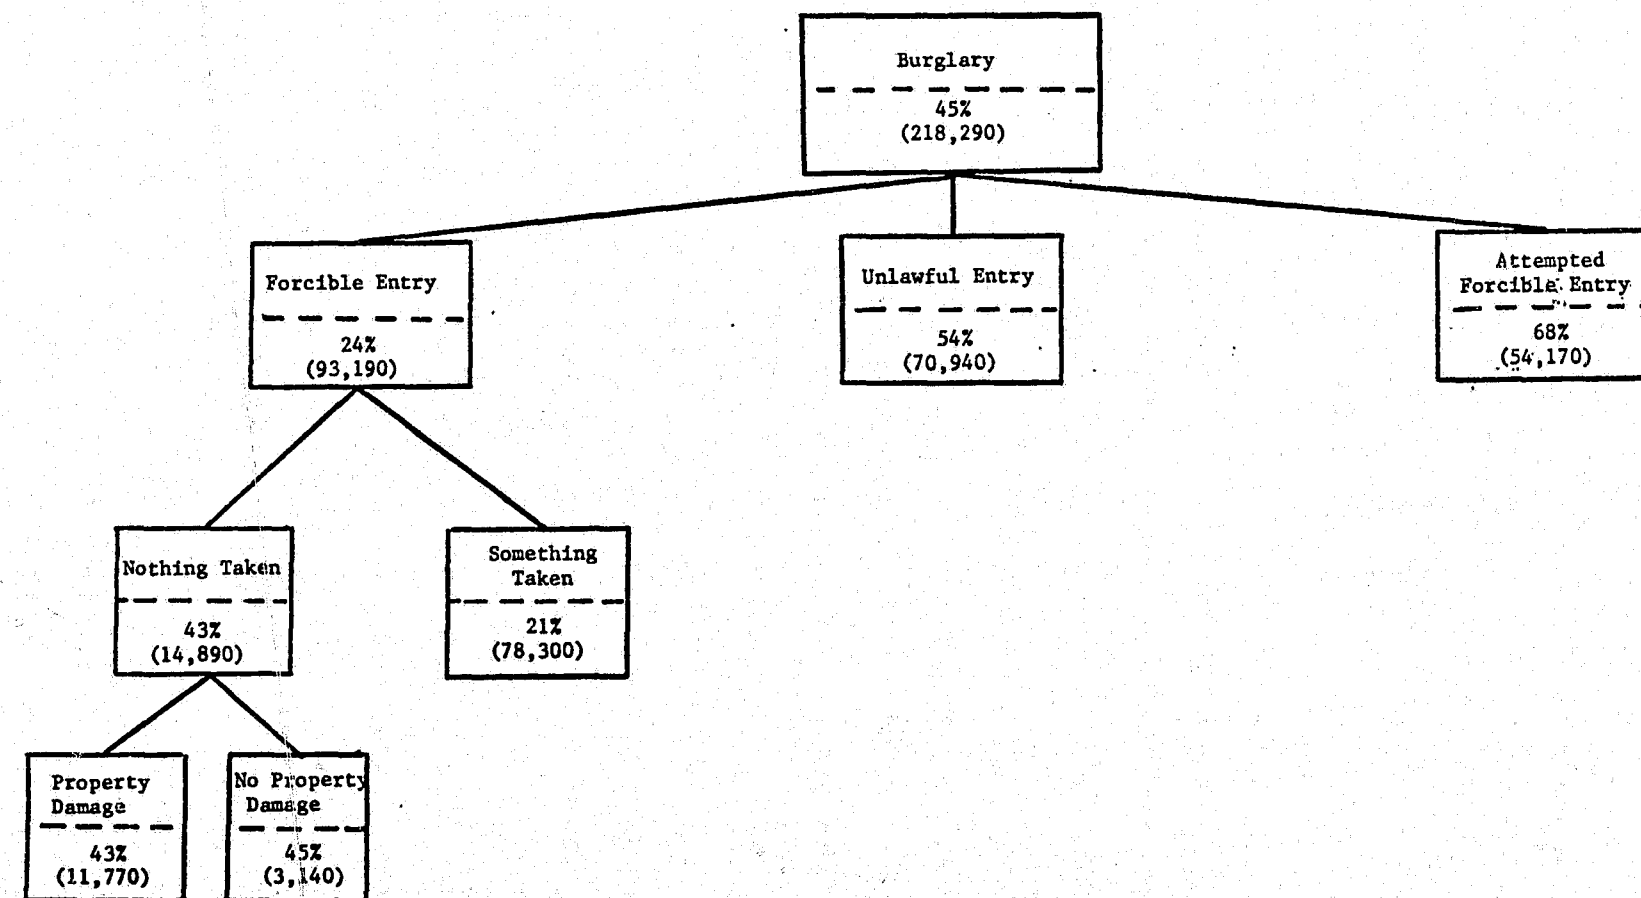 Burglary
45%
(218,290)
Forcible Entry
24%
(93,190)
Unlawful Entry
54%
(70,940)
Attempted
Forcible Entry
68%
(54,170)
Nothing Taken
43%
(14,890)
Something
Taken
21%
(78,300)
Property
Damage
43%
(11,770)
No Property
Damage
45%
(3,140)